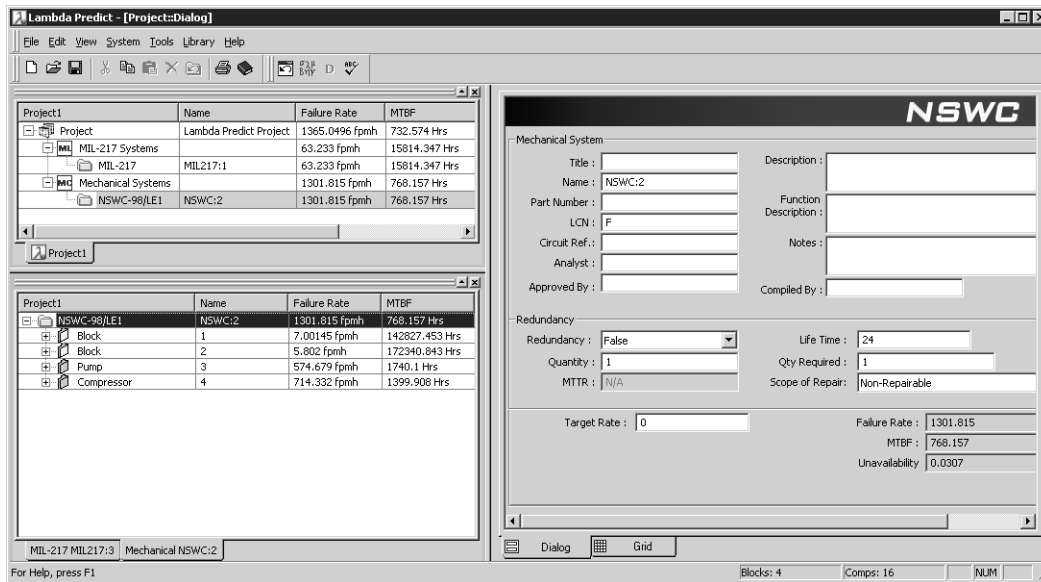 Lambda Predict - [Project::Dialog]
File Edit View System Tools Library Help
Project1 Name Failure Rate MTBF
Project Lambda Predict Project 1365.0496 fpmh 732.574 Hrs
ML MIL-217 Systems 63.233 fpmh 15814.347 Hrs
MIL-217 MIL217:1 63.233 fpmh 15814.347 Hrs
MC Mechanical Systems 1301.815 fpmh 768.157 Hrs
NSWC-98/LE1 NSWC:2 1301.815 fpmh 768.157 Hrs
Project1
Project1 Name Failure Rate MTBF
NSWC-98/LE1 NSWC:2 1301.815 fpmh 768.157 Hrs
Block 1 7.00145 fpmh 142827.453 Hrs
Block 2 5.802 fpmh 172340.843 Hrs
Pump 3 574.679 fpmh 1740.1 Hrs
Compressor 4 714.332 fpmh 1399.908 Hrs
MIL-217 MIL217:3 Mechanical NSWC:2
NSWC
Mechanical System
Title :
Name : NSWC:2
Part Number :
LCN : F
Circuit Ref.:
Analyst :
Approved By :
Description :
Function
Description :
Notes :
Compiled By :
Redundancy
Redundancy : False Life Time : 24
Quantity : 1 Qty Required : 1
MTTR : N/A Scope of Repair: Non-Repairable
Target Rate : 0 Failure Rate : 1301.815
MTBF : 768.157
Unavailability 0.0307
Dialog Grid
For Help, press F1 Blocks: 4 Comps: 16 NUM